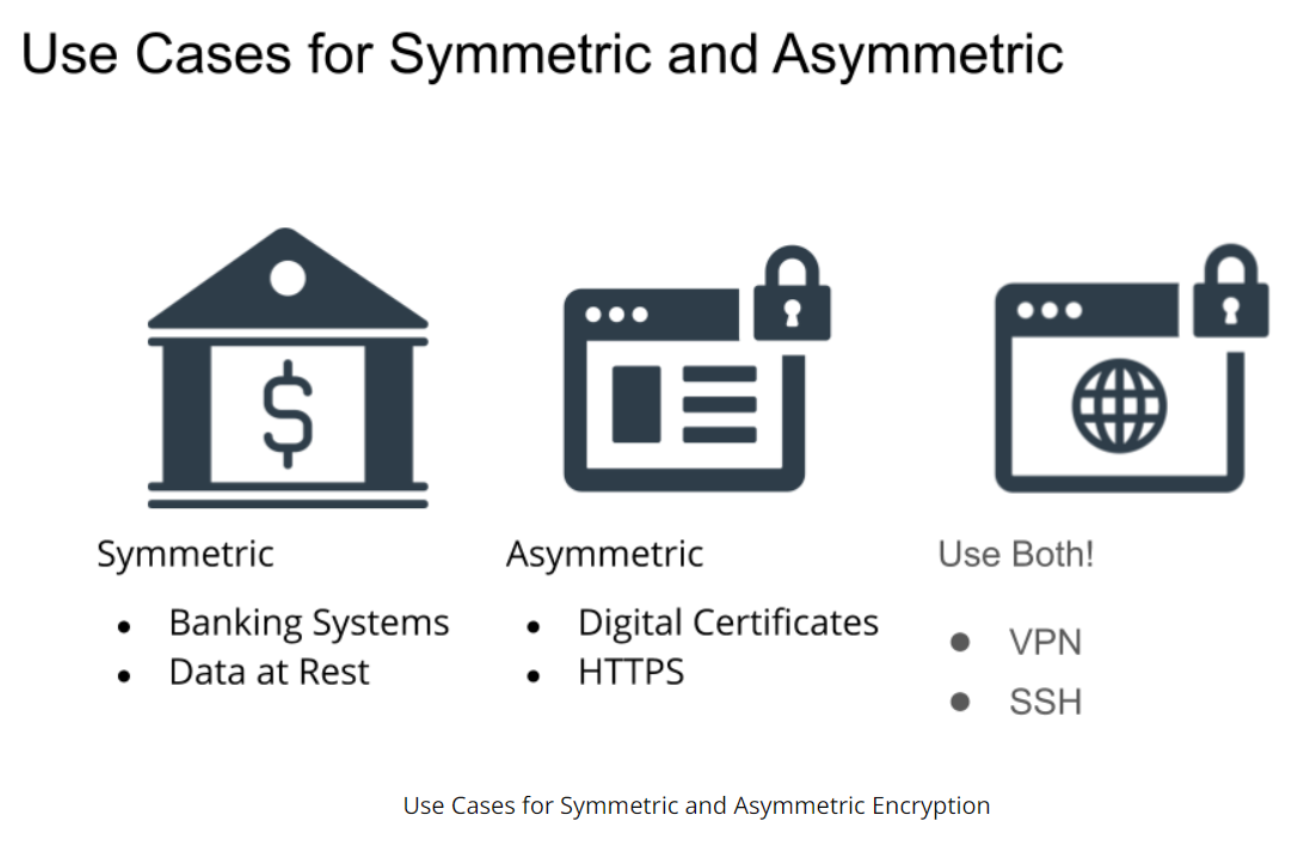 Use Cases for Symmetric and Asymmetric
$
Symmetric
• Banking Systems
• Data at Rest
Asymmetric
• Digital Certificates
• HTTPS
Use Both!
• VPN
• SSH
Use Cases for Symmetric and Asymmetric Encryption